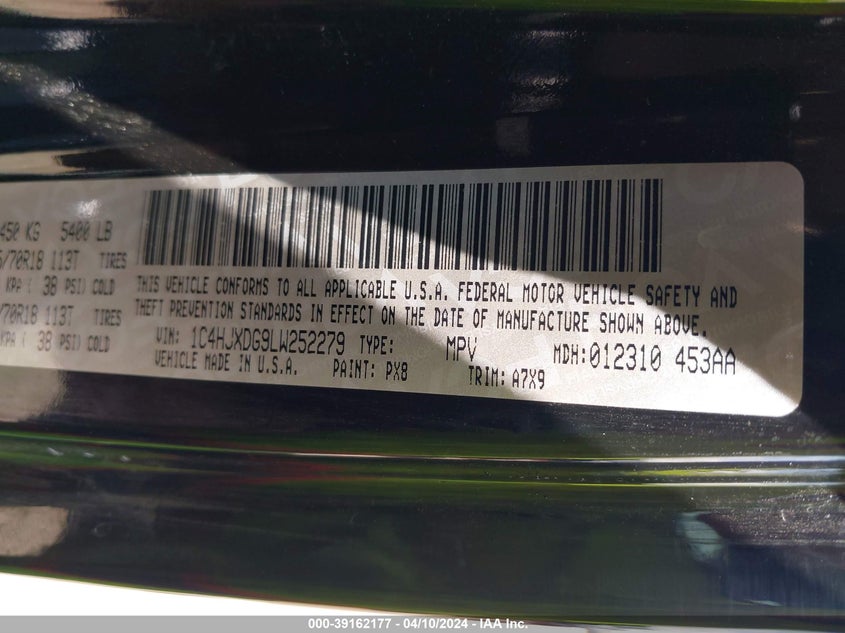 450 KG 5400 LB
/70R18 113T TIRES
KPA ( 38 PSI) COLD
/70R18 113T TIRES
KPA ( 38 PSI) COLD
THIS VEHICLE CONFORMS TO ALL APPLICABLE U.S.A. FEDERAL MOTOR VEHICLE SAFETY AND
THEFT PREVENTION STANDARDS IN EFFECT ON THE DATE OF MANUFACTURE SHOWN ABOVE.
VIN: 1C4HJXDG9LW252279 TYPE: MPV MDH:012310 453AA
VEHICLE MADE IN U.S.A. PAINT: PX8 TRIM: A7X9
000-39162177 - 04/10/2024 - IAA Inc.